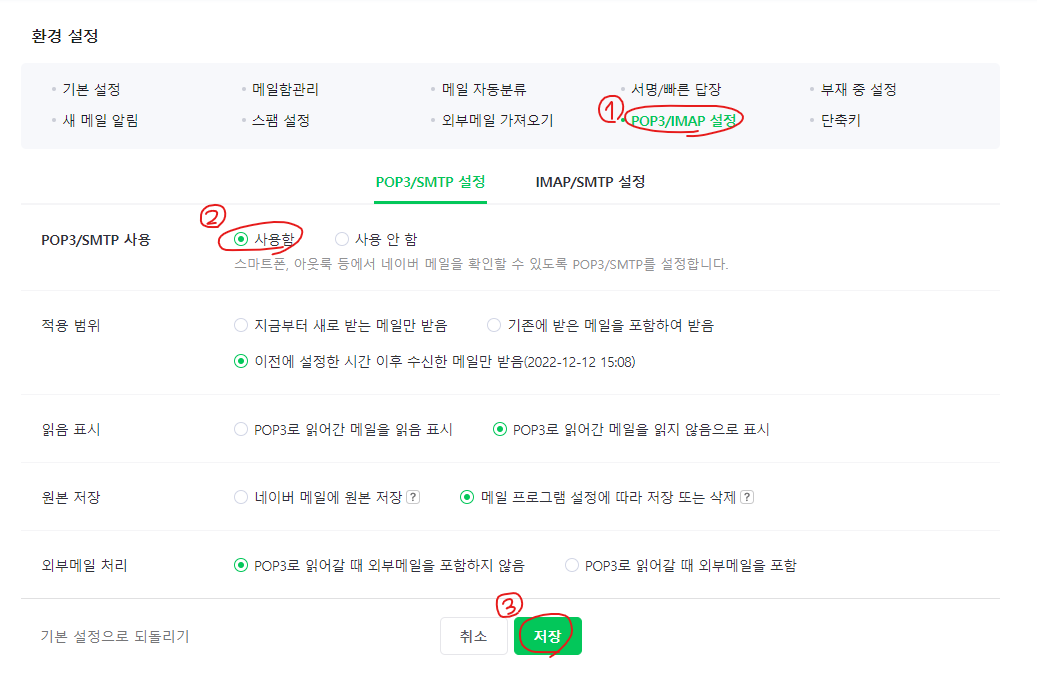 환경 설정
기본 설정 메일함관리 메일 자동분류 서명/빠른 답장 부재 중 설정
새 메일 알림 스팸 설정 외부메일 가져오기 ① POP3/IMAP 설정 단축키
POP3/SMTP 설정 IMAP/SMTP 설정
②
POP3/SMTP 사용 사용함 사용 안 함
스마트폰, 아웃룩 등에서 네이버 메일을 확인할 수 있도록 POP3/SMTP를 설정합니다.
적용 범위 지금부터 새로 받는 메일만 받음 기존에 받은 메일을 포함하여 받음
이전에 설정한 시간 이후 수신한 메일만 받음(2022-12-12 15:08)
읽음 표시 POP3로 읽어간 메일을 읽음 표시 POP3로 읽어간 메일을 읽지 않음으로 표시
원본 저장 네이버 메일에 원본 저장 ? 메일 프로그램 설정에 따라 저장 또는 삭제 ?
외부메일 처리 POP3로 읽어갈 때 외부메일을 포함하지 않음 POP3로 읽어갈 때 외부메일을 포함
③
기본 설정으로 되돌리기 취소 저장